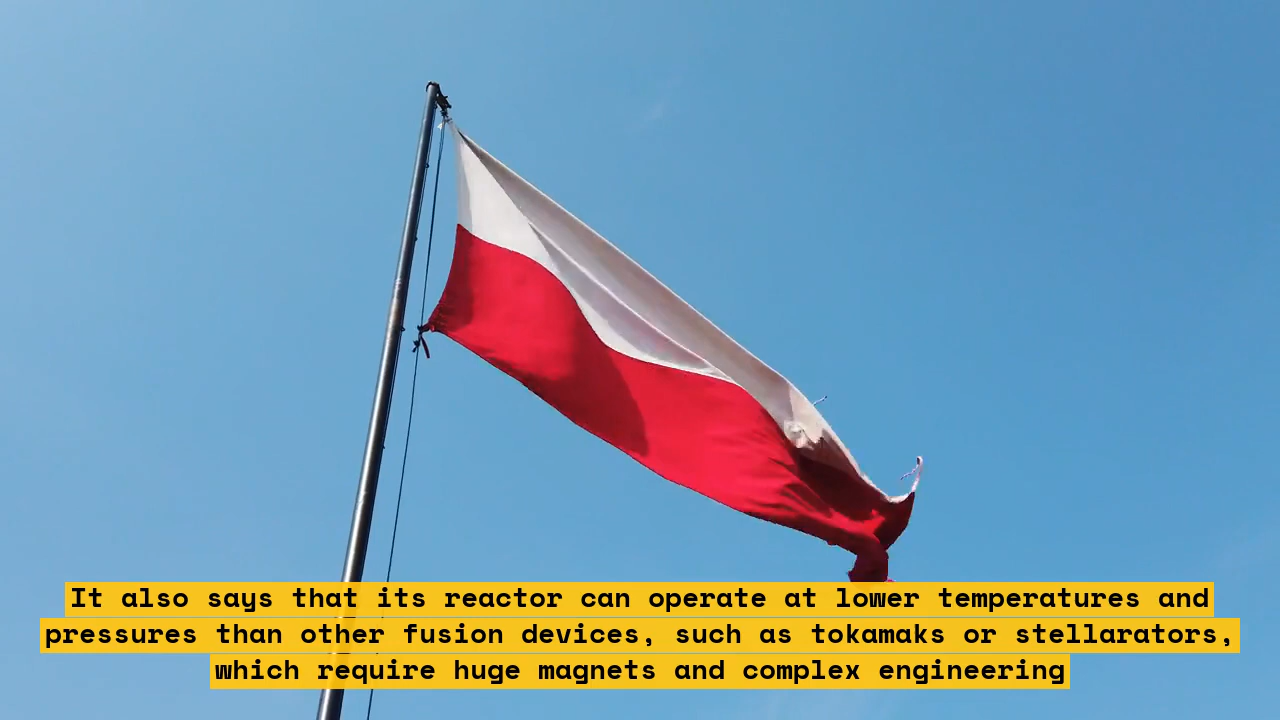 It also says that its reactor can operate at lower temperatures and
pressures than other fusion devices, such as tokamaks or stellarators,
which require huge magnets and complex engineering